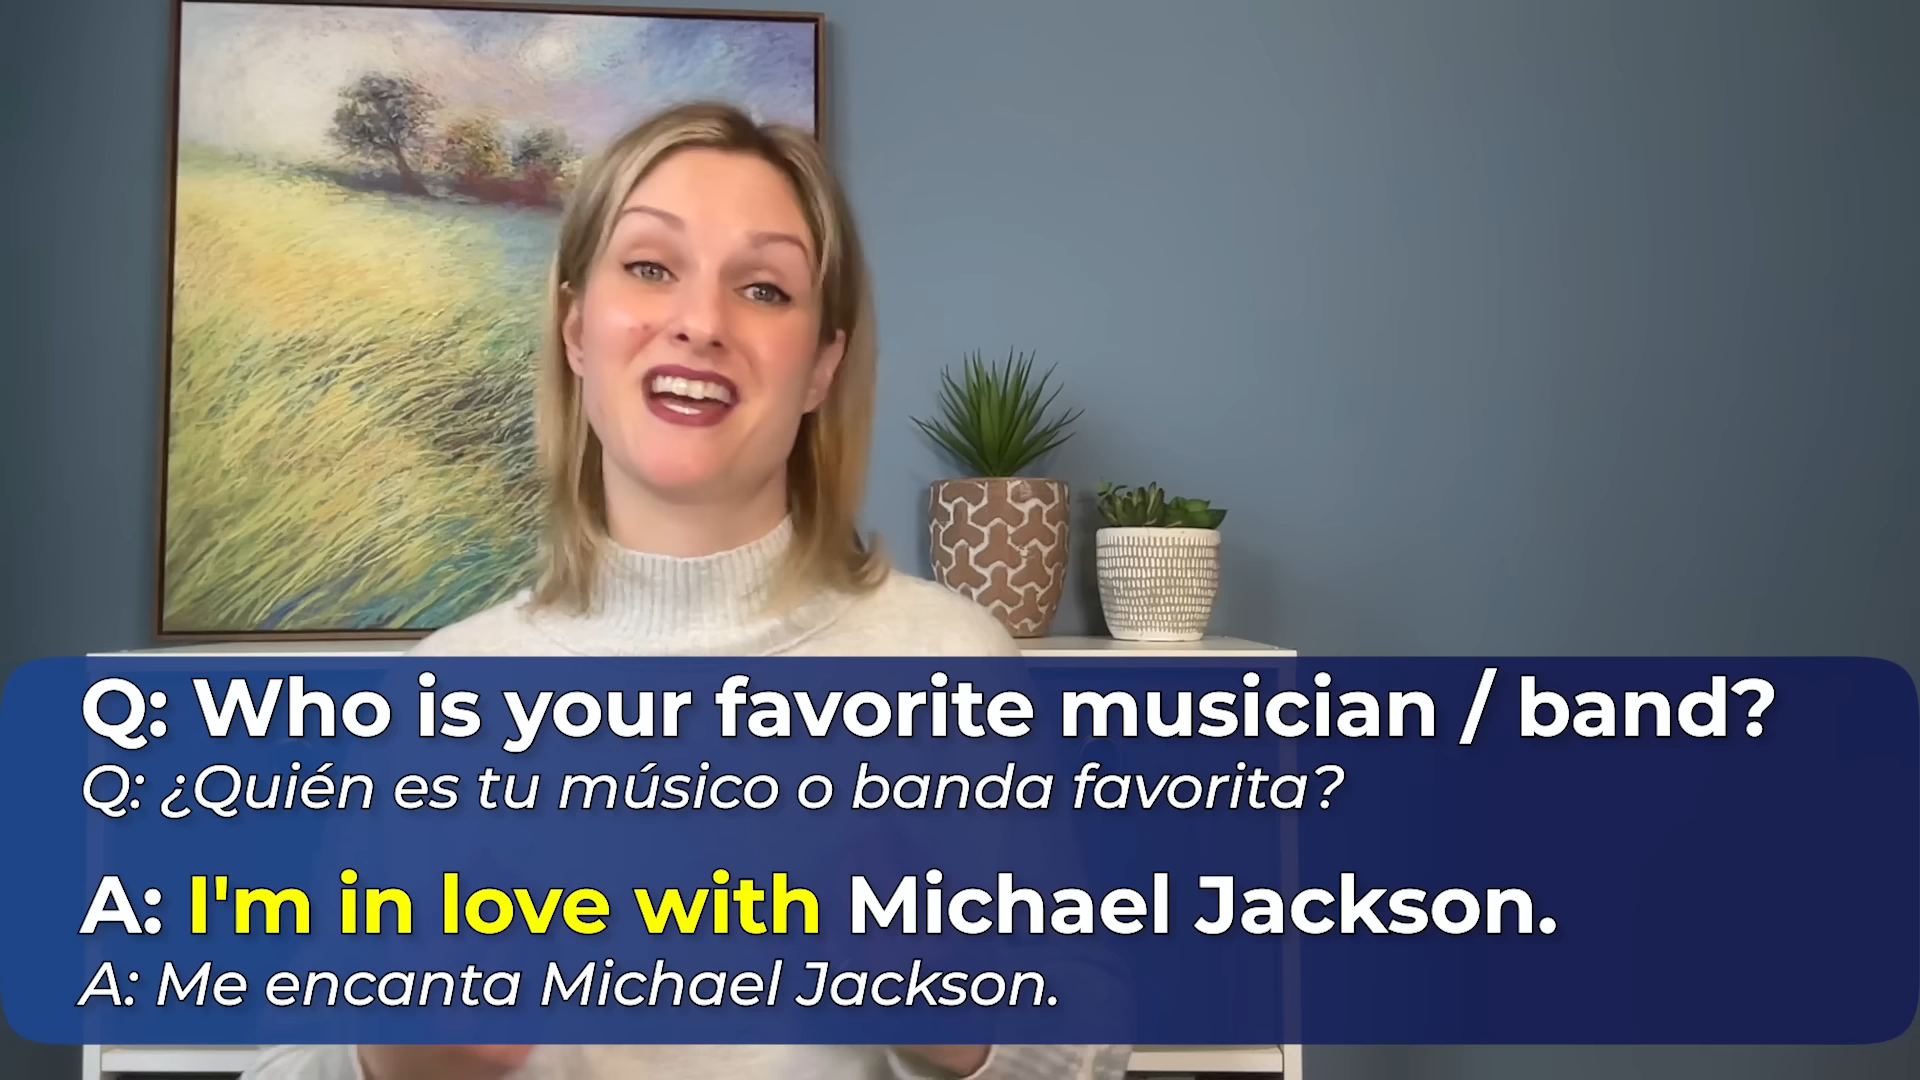 Q: Who is your favorite musician / band?
Q: ¿Quién es tu músico o banda favorita?
A: I'm in love with Michael Jackson.
A: Me encanta Michael Jackson.